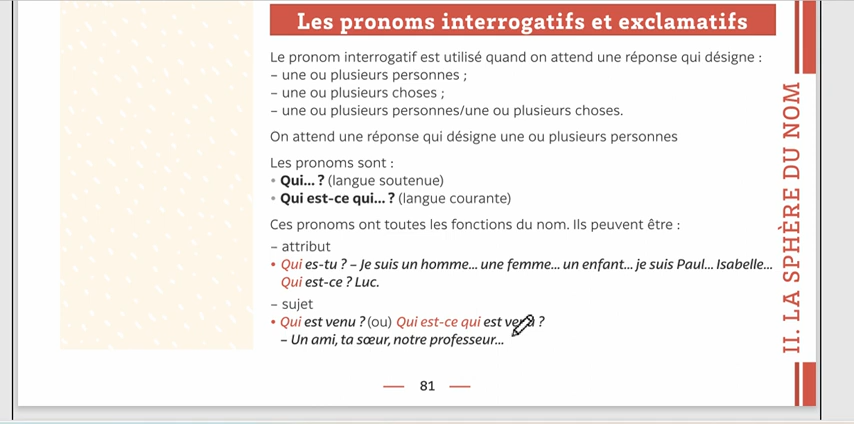 Les pronoms interrogatifs et exclamatifs
Le pronom interrogatif est utilisé quand on attend une réponse qui désigne :
– une ou plusieurs personnes ;
– une ou plusieurs choses ;
– une ou plusieurs personnes/une ou plusieurs choses.
On attend une réponse qui désigne une ou plusieurs personnes
Les pronoms sont :
• Qui... ? (langue soutenue)
• Qui est-ce qui... ? (langue courante)
Ces pronoms ont toutes les fonctions du nom. Ils peuvent être :
– attribut
• Qui es-tu ? – Je suis un homme... une femme... un enfant... je suis Paul... Isabelle...
Qui est-ce ? Luc.
– sujet
• Qui est venu ? (ou) Qui est-ce qui est ?
– Un ami, ta sœur, notre professeur...
81
II. LA SPHÈRE DU NOM